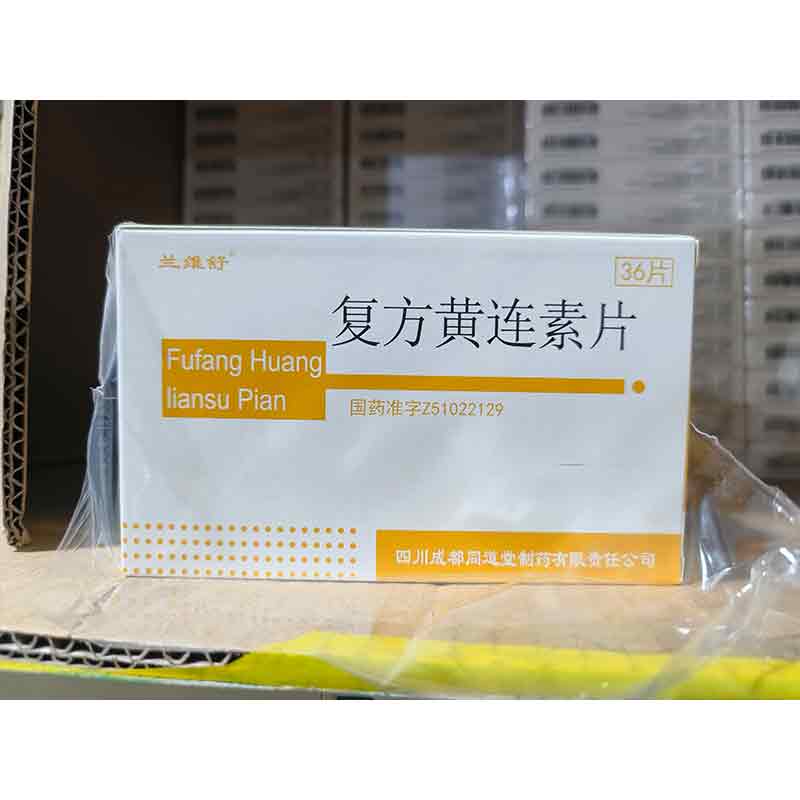 兰维舒®
36片
复方黄连素片
Fufang Huang
liansu Pian
国药准字Z51022129
四川成都同道堂制药有限责任公司